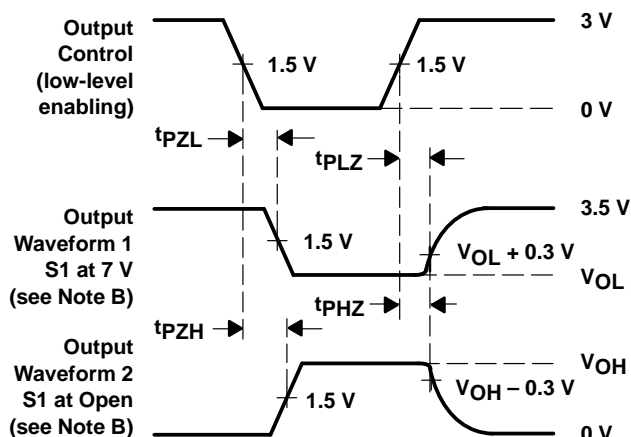 Output
Control
(low-level
enabling)
1.5 V
1.5 V
3 V
0 V
tPZL
tPLZ
Output
Waveform 1
S1 at 7 V
(see Note B)
1.5 V
3.5 V
VOL + 0.3 V
VOL
tPHZ
tPZH
Output
Waveform 2
S1 at Open
(see Note B)
1.5 V
VOH
VOH – 0.3 V
0 V